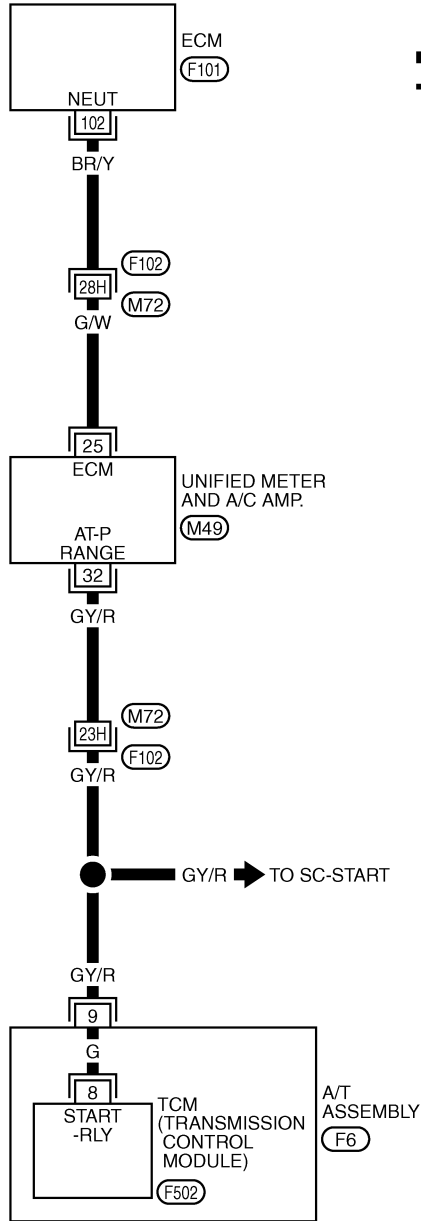 ECM
F101
NEUT
102
BR/Y
F102
28H
M72
G/W
25
ECM
UNIFIED METER
AND A/C AMP.
M49
AT-P
RANGE
32
GY/R
M72
23H
F102
GY/R
GY/R TO SC-START
GY/R
9
G
8
START
-RLY
TCM
(TRANSMISSION
CONTROL
MODULE)
F502
A/T
ASSEMBLY
F6